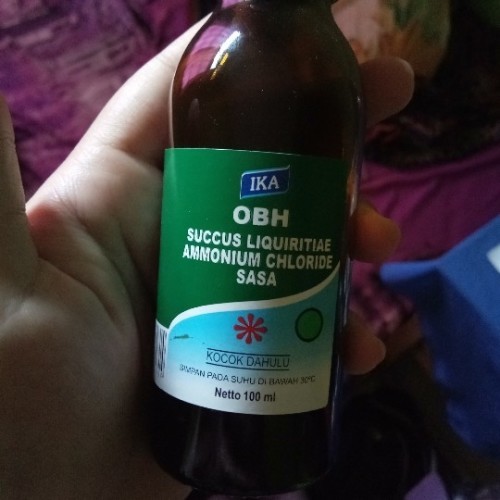 IKA
OBH
SUCCUS LIQUIRITIAE
AMMONIUM CHLORIDE
SASA
KOCOK DAHULU
SIMPAN PADA SUHU DI BAWAH 30°C
Netto 100 ml